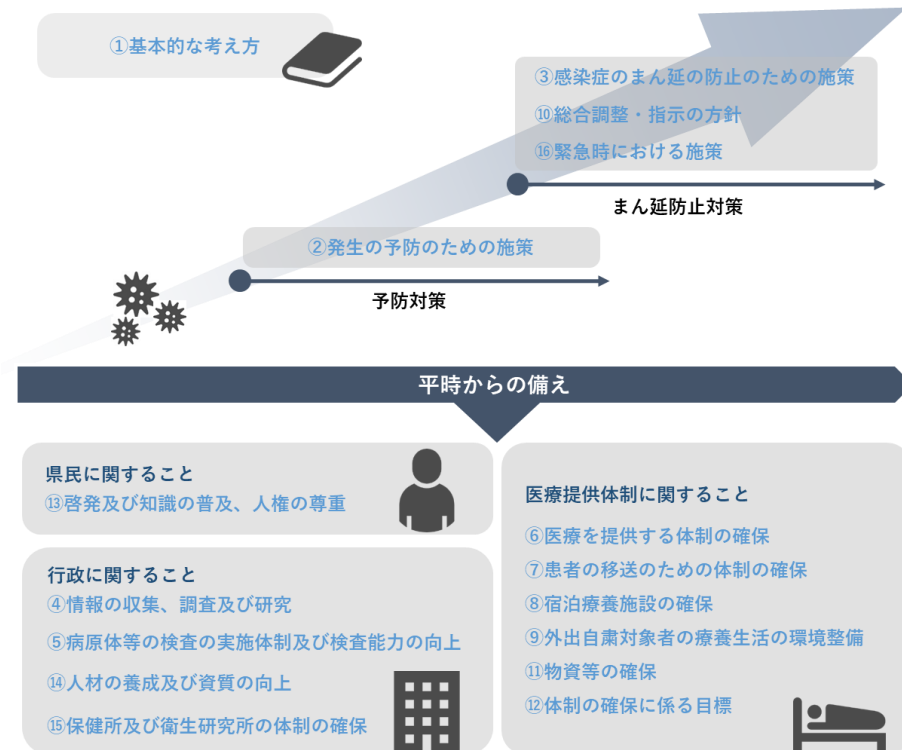 ①基本的な考え方
③感染症のまん延の防止のための施策
⑩総合調整・指示の方針
⑯緊急時における施策
まん延防止対策
②発生の予防のための施策
予防対策
平時からの備え
県民に関すること
⑬啓発及び知識の普及、人権の尊重
行政に関すること
④情報の収集、調査及び研究
⑤病原体等の検査の実施体制及び検査能力の向上
⑭人材の養成及び資質の向上
⑮保健所及び衛生研究所の体制の確保
医療提供体制に関すること
⑥医療を提供する体制の確保
⑦患者の移送のための体制の確保
⑧宿泊療養施設の確保
⑨外出自粛対象者の療養生活の環境整備
⑪物資等の確保
⑫体制の確保に係る目標